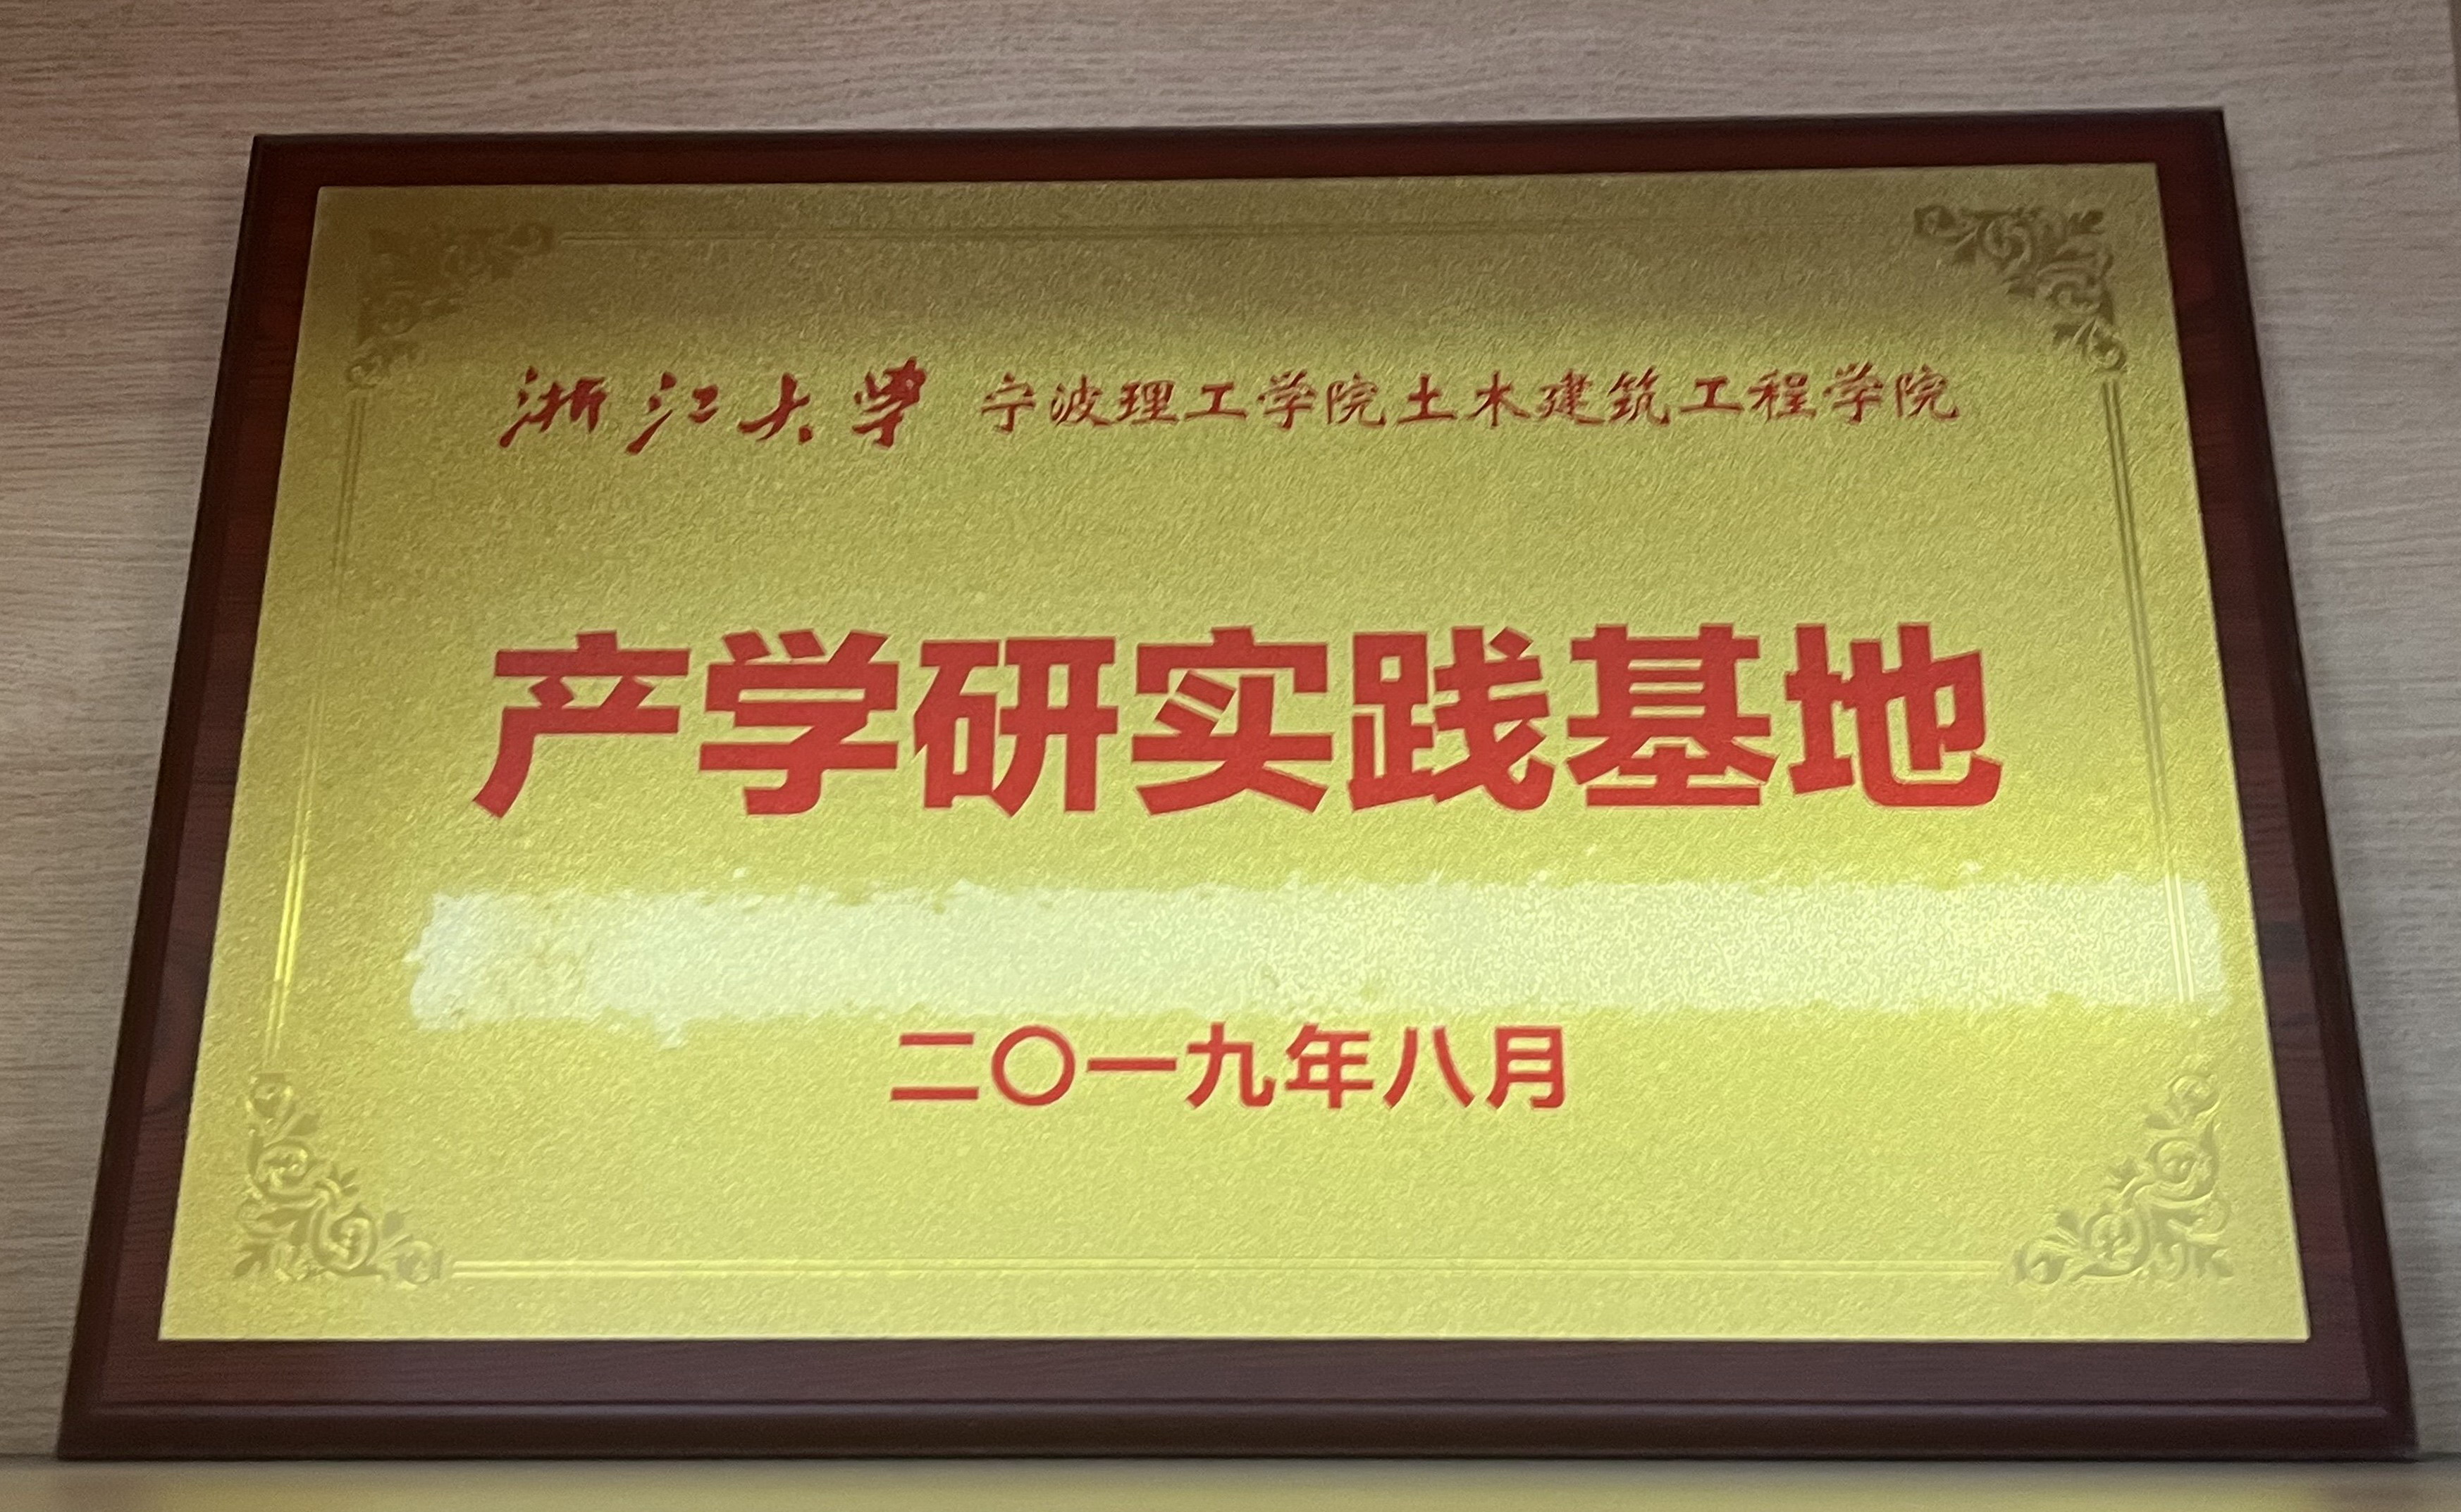 浙江大学 宁波理工学院土木建筑工程学院
产学研实践基地
二〇一九年八月